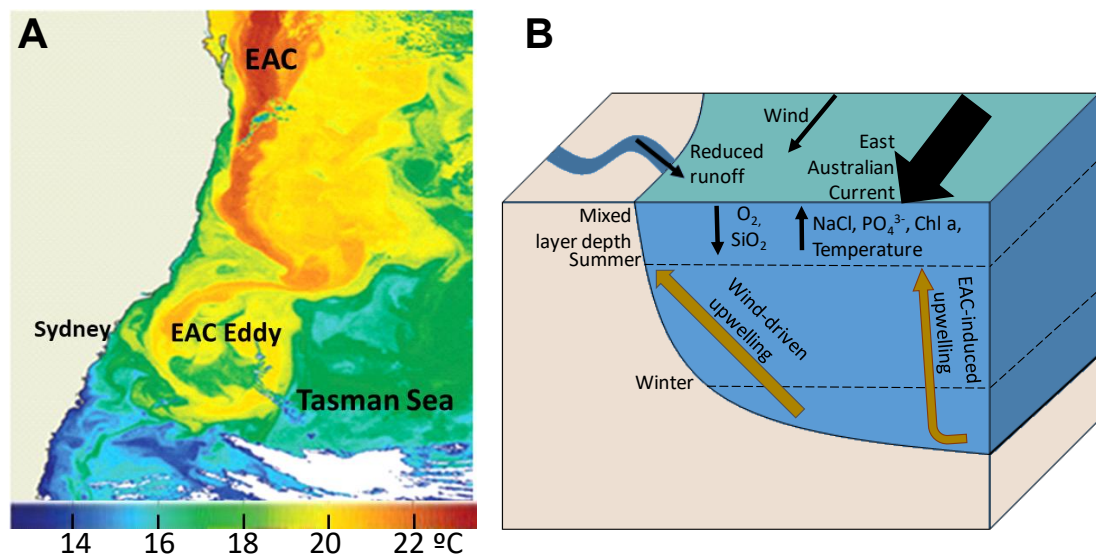 A
EAC
Sydney
EAC Eddy
Tasman Sea
14 16 18 20 22 ºC
B
Wind
Reduced
runoff
East
Australian
Current
Mixed
layer depth
Summer
O₂,
SiO₂
NaCl, PO₄³⁻, Chl a,
Temperature
Wind-driven
upwelling
EAC-induced
upwelling
Winter